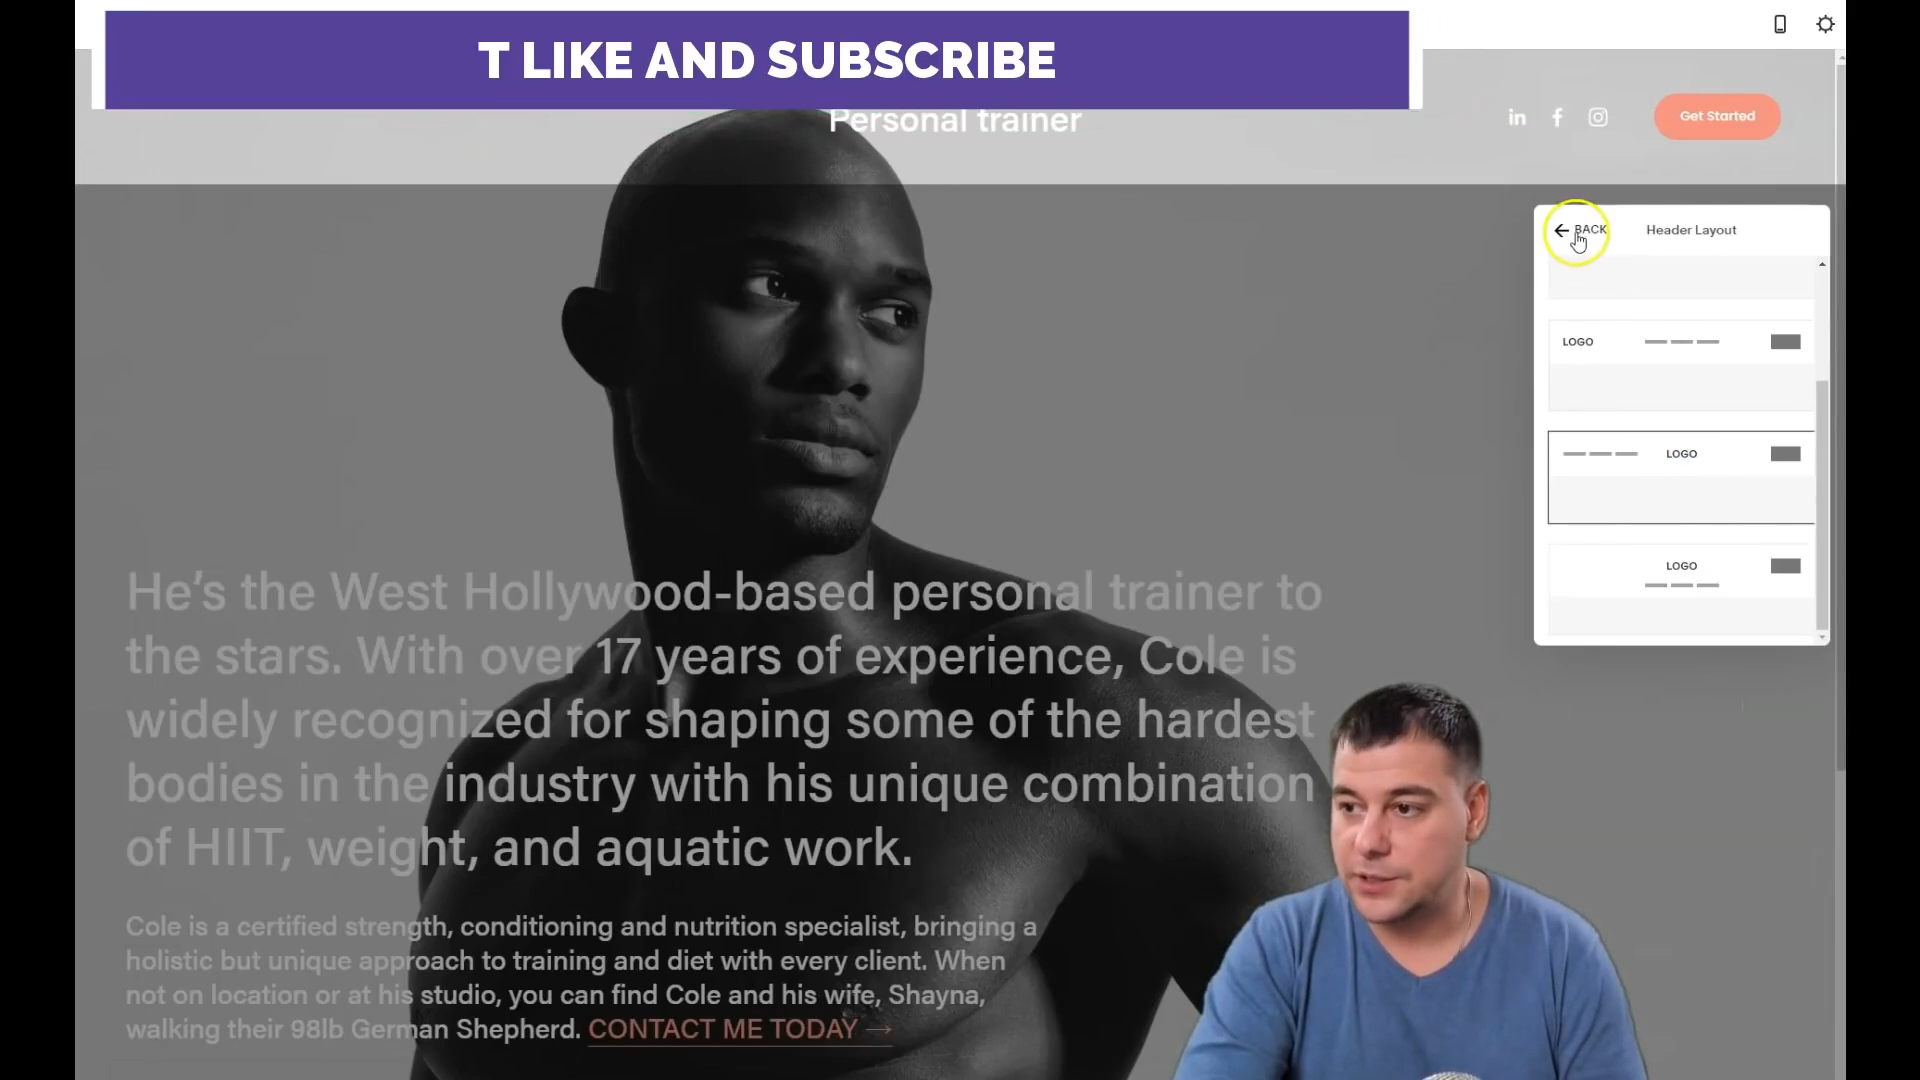 T LIKE AND SUBSCRIBE
Personal trainer
in
f
Get Started
BACK
Header Layout
LOGO
LOGO
LOGO
He’s the West Hollywood-based personal trainer to
the stars. With over 17 years of experience, Cole is
widely recognized for shaping some of the hardest
bodies in the industry with his unique combination
of HIIT, weight, and aquatic work.
Cole is a certified strength, conditioning and nutrition specialist, bringing a
holistic but unique approach to training and diet with every client. When
not on location or at his studio, you can find Cole and his wife, Shayna,
walking their 98lb German Shepherd. CONTACT ME TODAY →